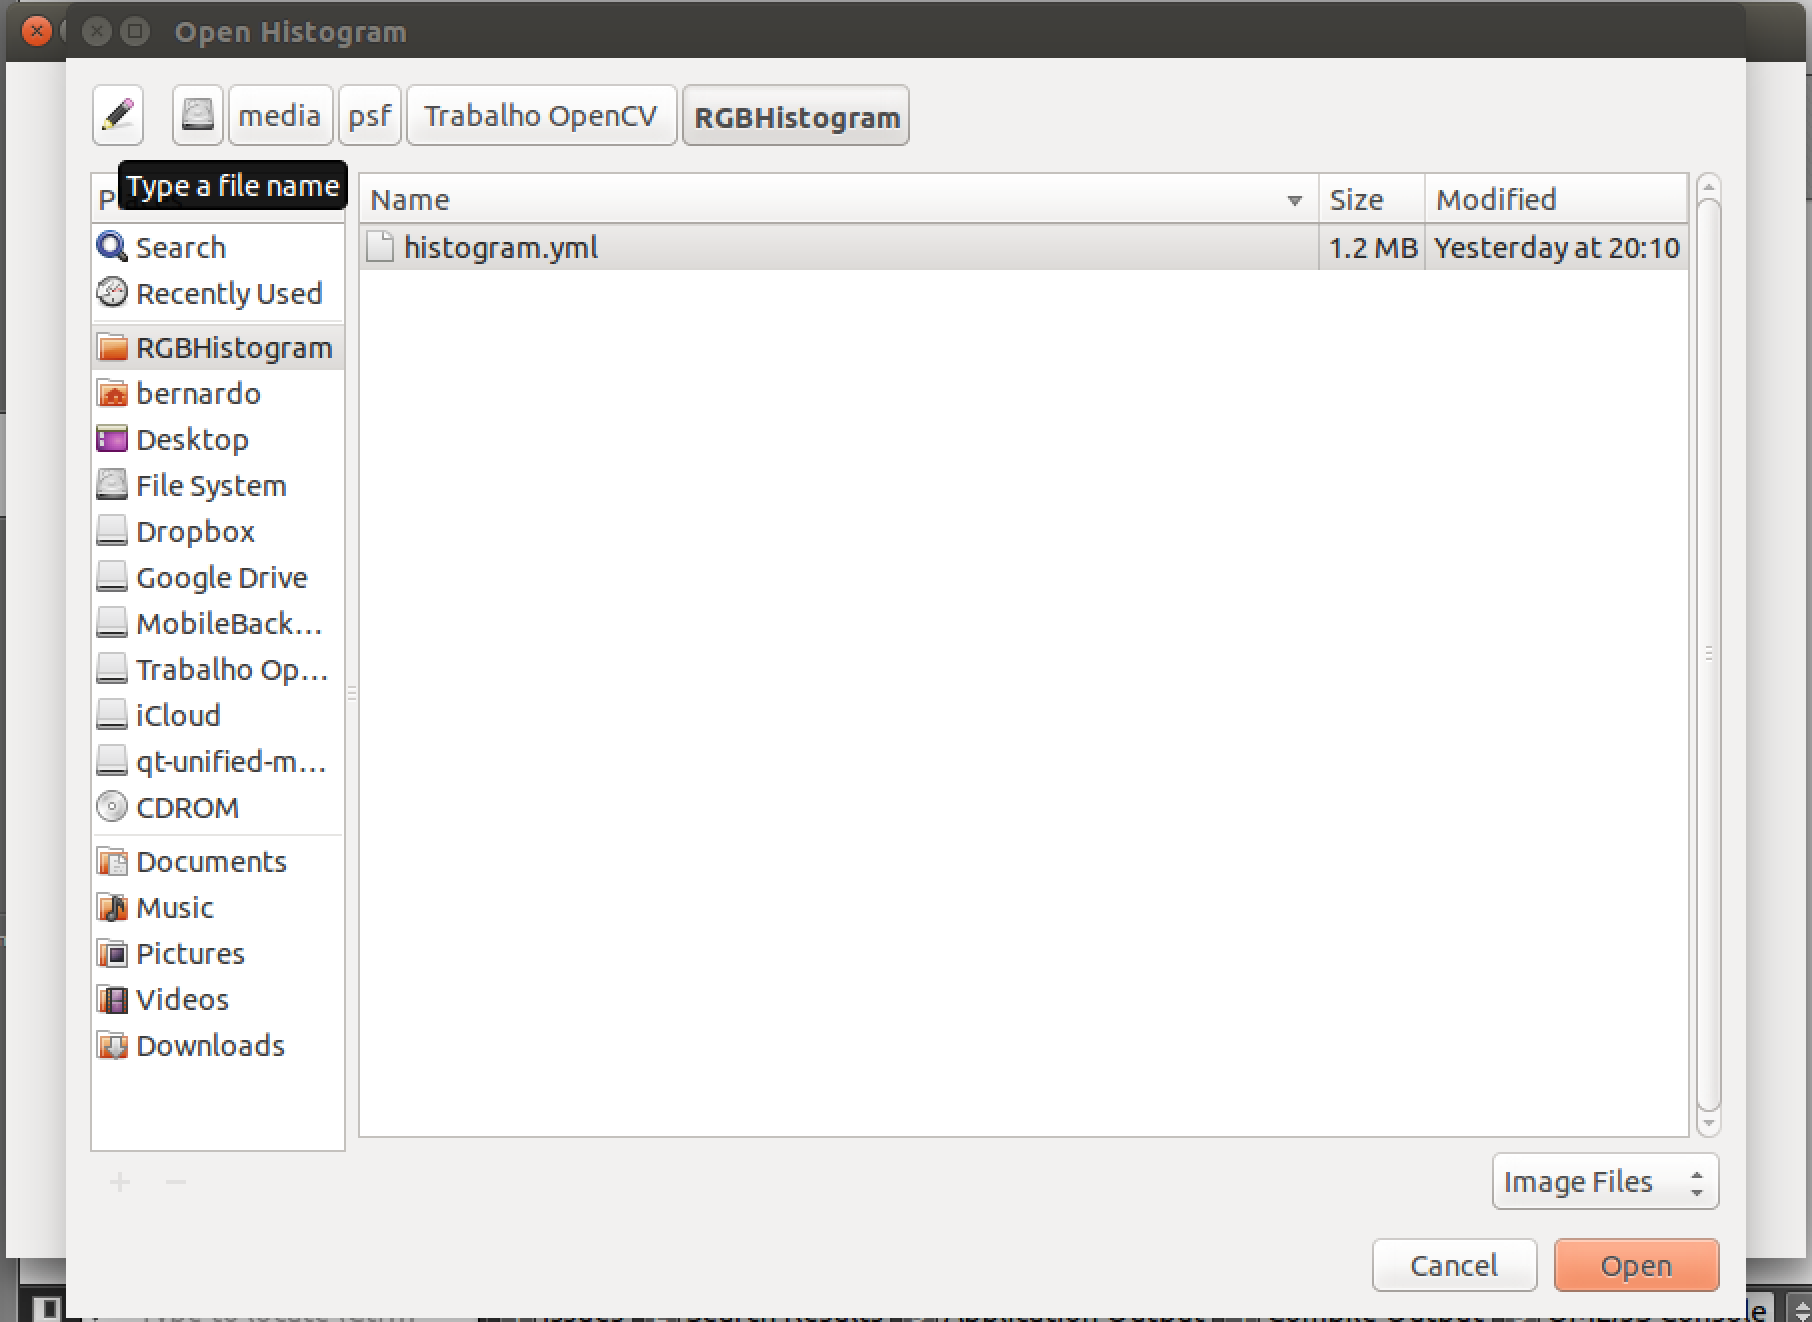 Open Histogram
media psf Trabalho OpenCV RGBHistogram
Type a file name
Name Size Modified
histogram.yml 1.2 MB Yesterday at 20:10
Search
Recently Used
RGBHistogram
bernardo
Desktop
File System
Dropbox
Google Drive
MobileBack...
Trabalho Op...
iCloud
qt-unified-m...
CDROM
Documents
Music
Pictures
Videos
Downloads
Image Files
Cancel Open